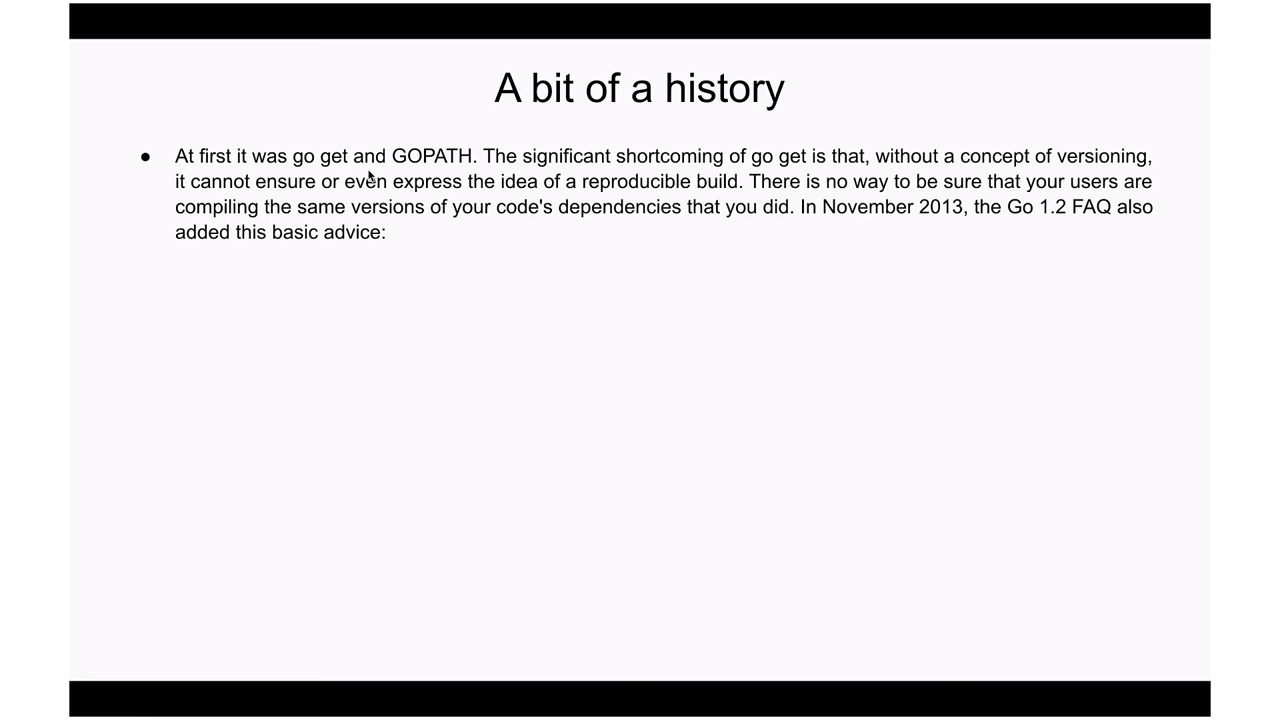 A bit of a history
● At first it was go get and GOPATH. The significant shortcoming of go get is that, without a concept of versioning,
it cannot ensure or even express the idea of a reproducible build. There is no way to be sure that your users are
compiling the same versions of your code's dependencies that you did. In November 2013, the Go 1.2 FAQ also
added this basic advice: